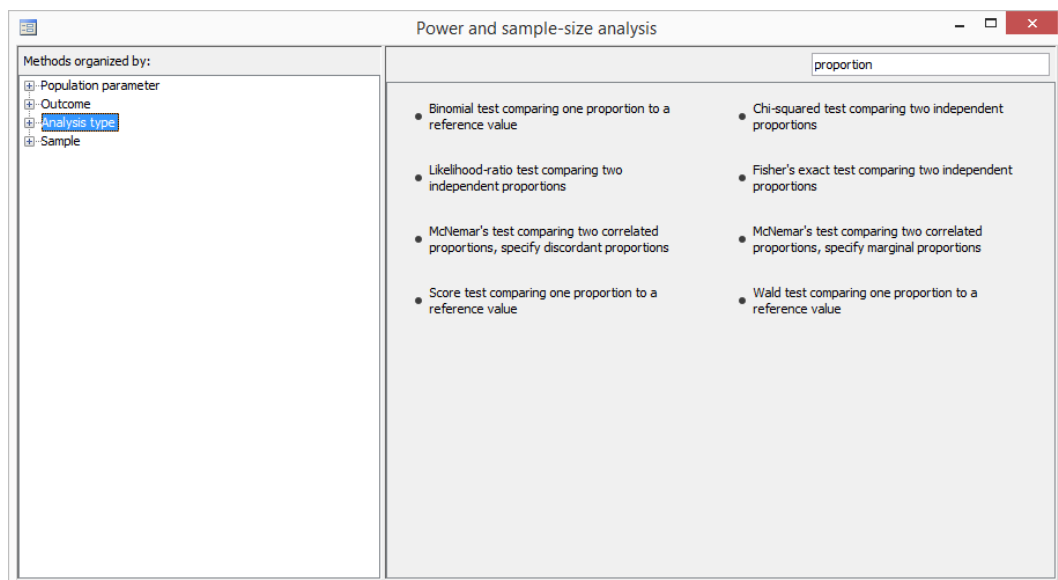 Power and sample-size analysis
Methods organized by:
proportion
Population parameter
Outcome
Analysis type
Sample
Binomial test comparing one proportion to a
reference value
Chi-squared test comparing two independent
proportions
Likelihood-ratio test comparing two
independent proportions
Fisher's exact test comparing two independent
proportions
McNemar's test comparing two correlated
proportions, specify discordant proportions
McNemar's test comparing two correlated
proportions, specify marginal proportions
Score test comparing one proportion to a
reference value
Wald test comparing one proportion to a
reference value